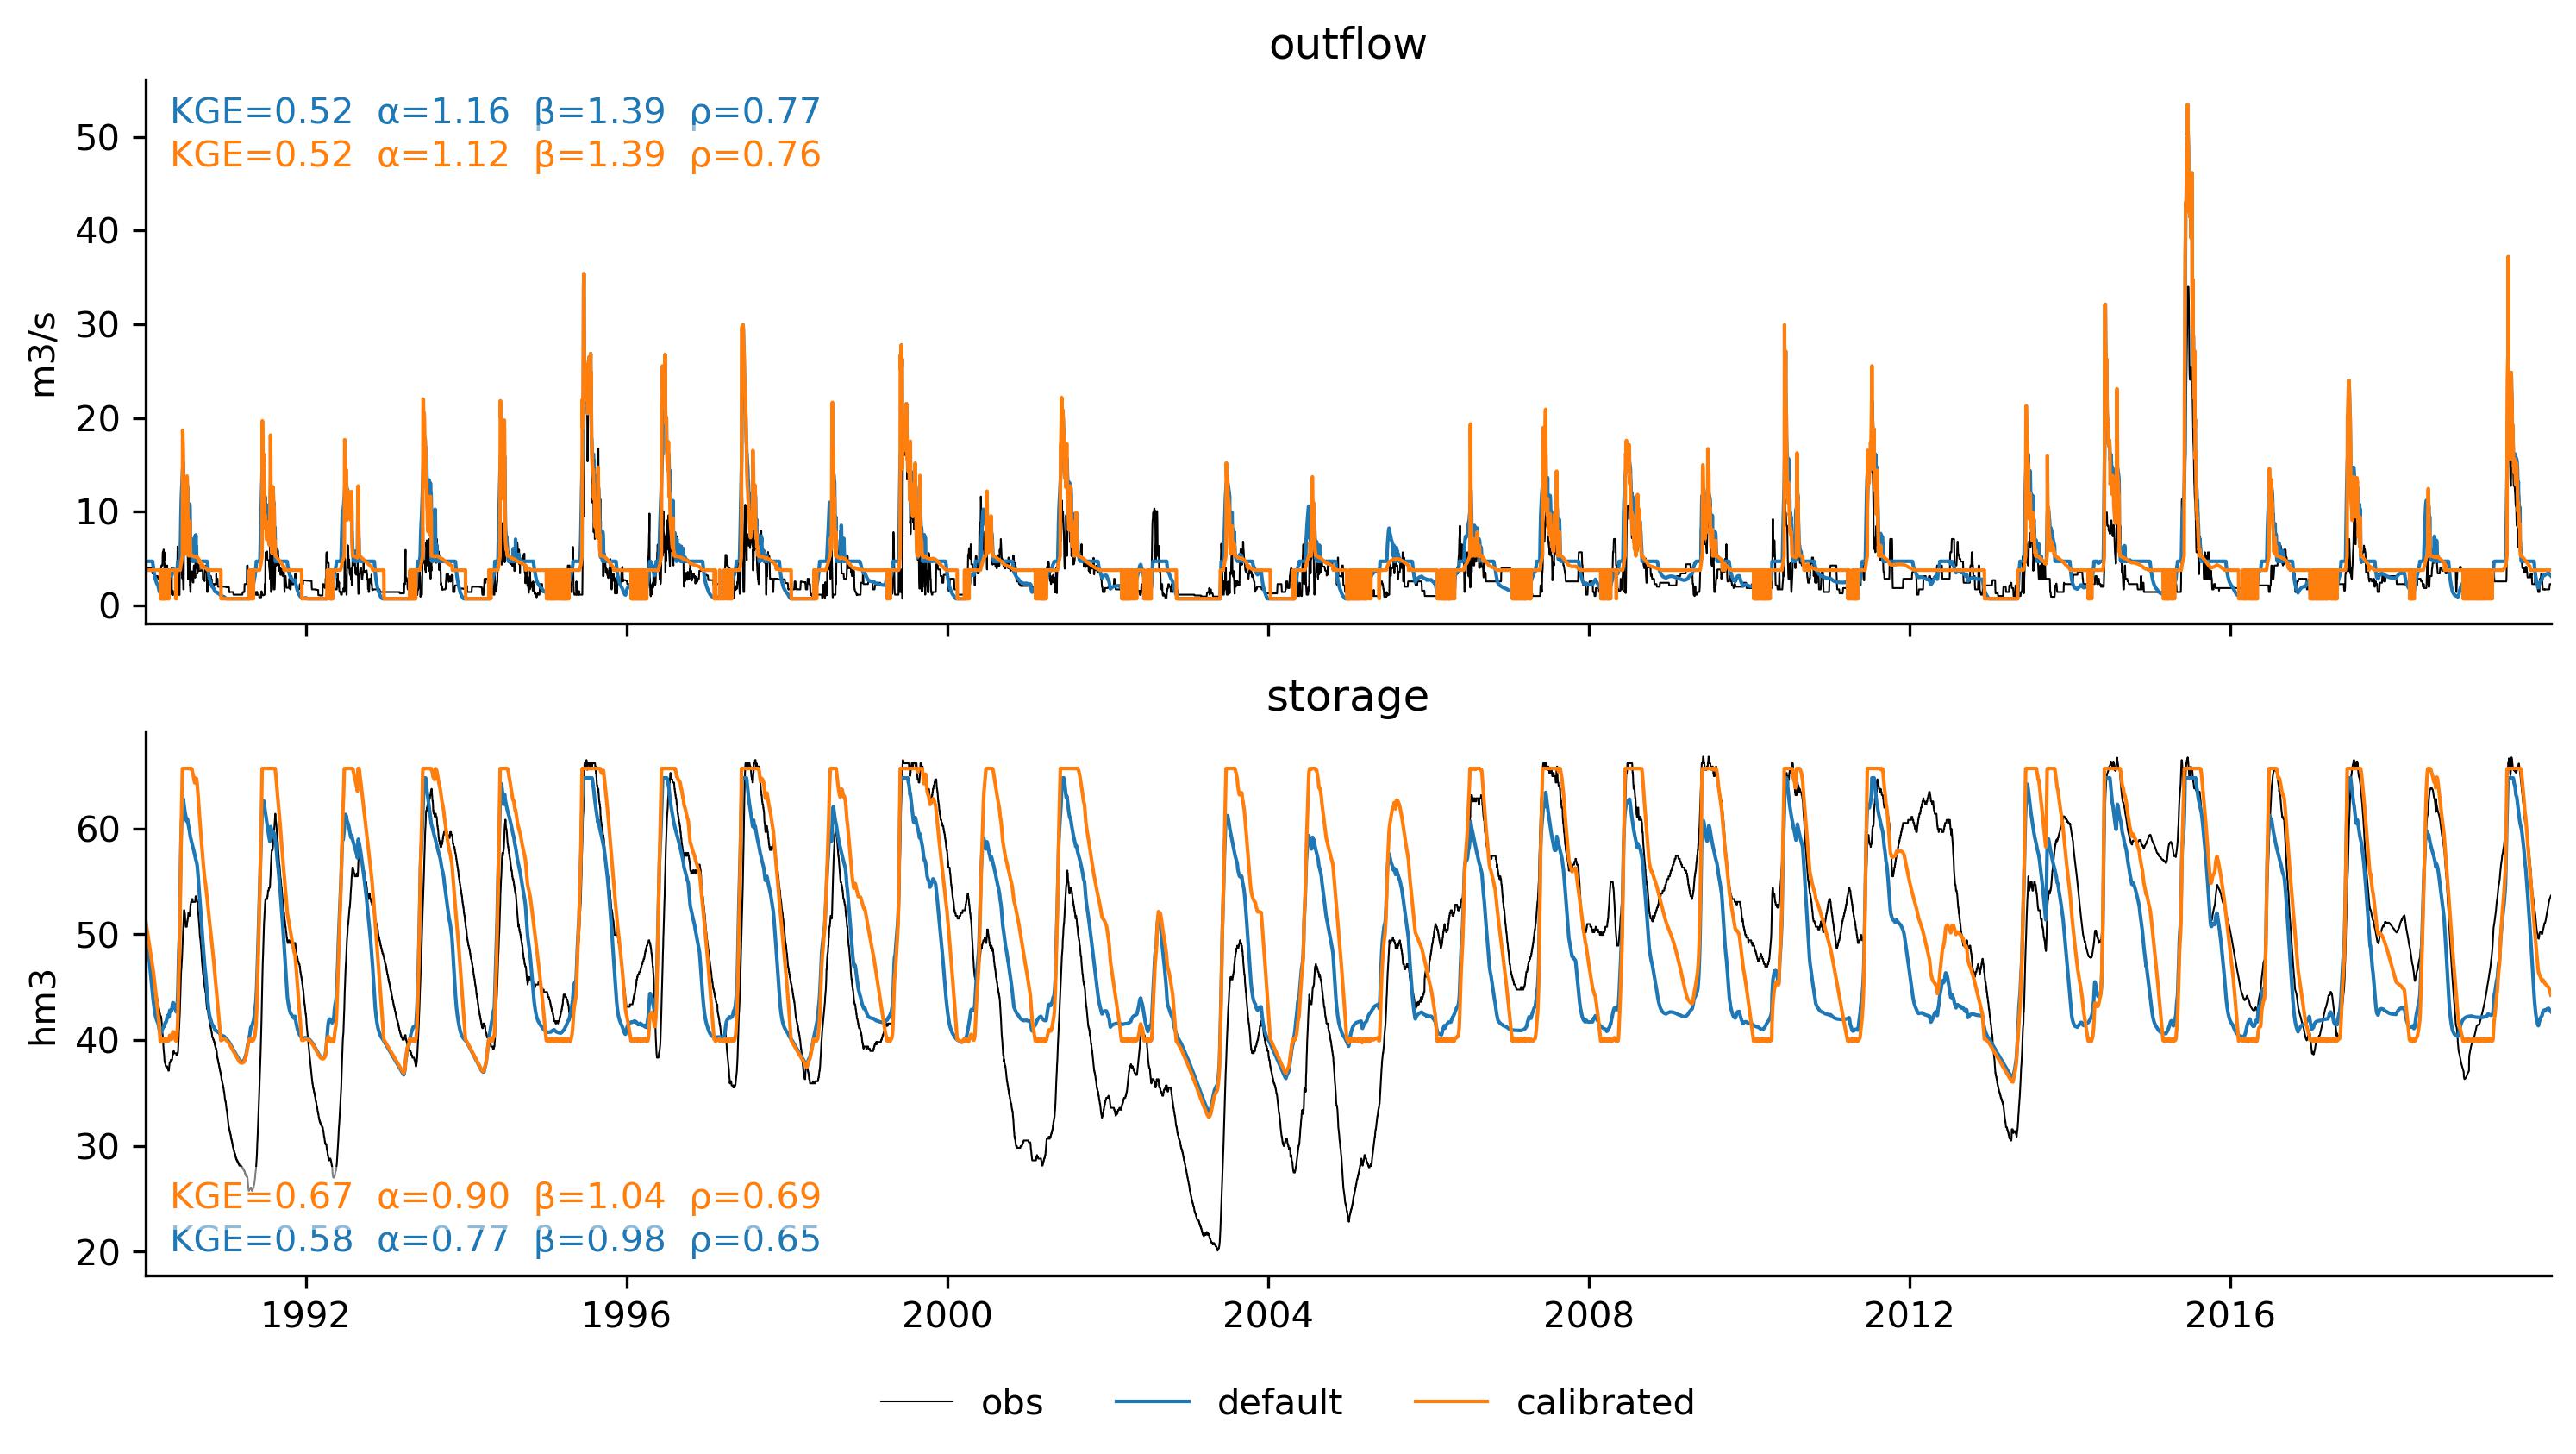 outflow
KGE=0.52 α=1.16 β=1.39 ρ=0.77
KGE=0.52 α=1.12 β=1.39 ρ=0.76
m3/s
50
40
30
20
10
0
storage
hm3
60
50
40
30
20
KGE=0.67 α=0.90 β=1.04 ρ=0.69
KGE=0.58 α=0.77 β=0.98 ρ=0.65
1992 1996 2000 2004 2008 2012 2016
obs default calibrated